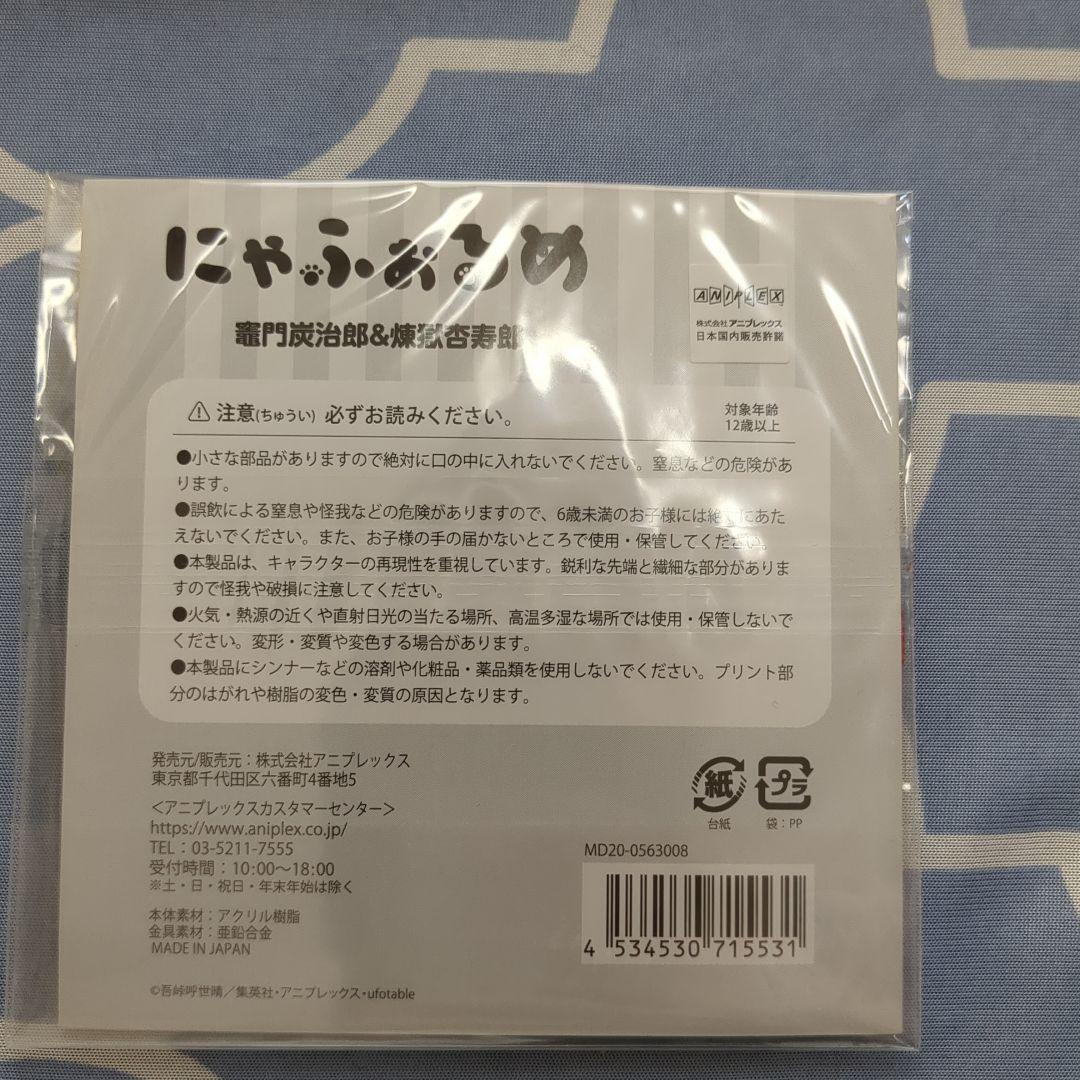 にゃふぉるめ
竈門炭治郎&煉獄杏寿郎
ANIPLEX
株式会社アニプレックス
日本国内販売許諾
⚠ 注意(ちゅうい) 必ずお読みください。
対象年齢
12歳以上
●小さな部品がありますので絶対に口の中に入れないでください。窒息などの危険があ
ります。
●誤飲による窒息や怪我などの危険がありますので、6歳未満のお子様には絶対にあた
えないでください。また、お子様の手の届かないところで使用・保管してください。
●本製品は、キャラクターの再現性を重視しています。鋭利な先端と繊細な部分がありま
すので怪我や破損に注意してください。
●火気・熱源の近くや直射日光の当たる場所、高温多湿な場所では使用・保管しないで
ください。変形・変質や変色する場合があります。
●本製品にシンナーなどの溶剤や化粧品・薬品類を使用しないでください。プリント部
分のはがれや樹脂の変色・変質の原因となります。
発売元/販売元：株式会社アニプレックス
東京都千代田区六番町4番地5
＜アニプレックスカスタマーセンター＞
https://www.aniplex.co.jp/
TEL：03-5211-7555
受付時間：10:00～18:00
※土・日・祝日・年末年始は除く
本体素材：アクリル樹脂
金具素材：亜鉛合金
MADE IN JAPAN
©吾峠呼世晴／集英社・アニプレックス・ufotable
紙
プラ
台紙
袋：PP
MD20-0563008
4 534530 715531